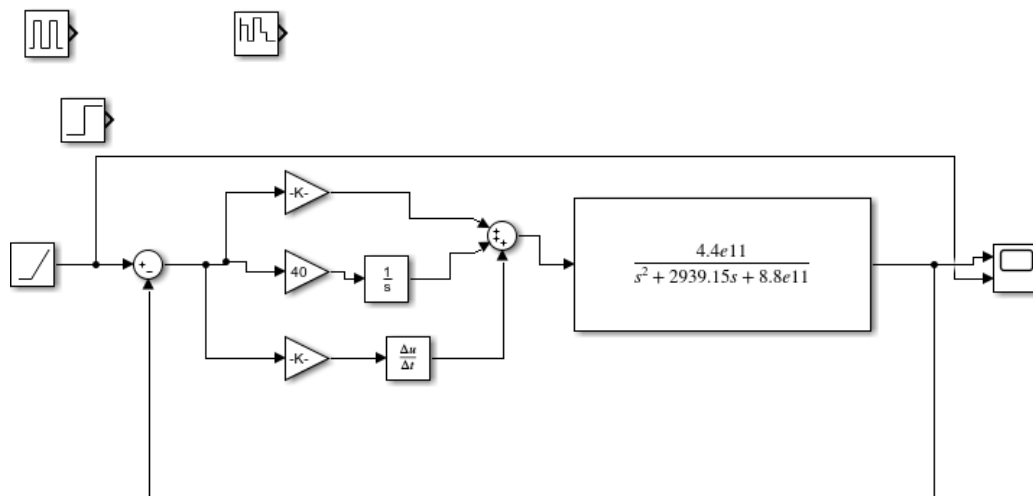 -K-
+
−
+
+
+
40
1
s
4.4e11
s² + 2939.15s + 8.8e11
-K-
Δu
Δt